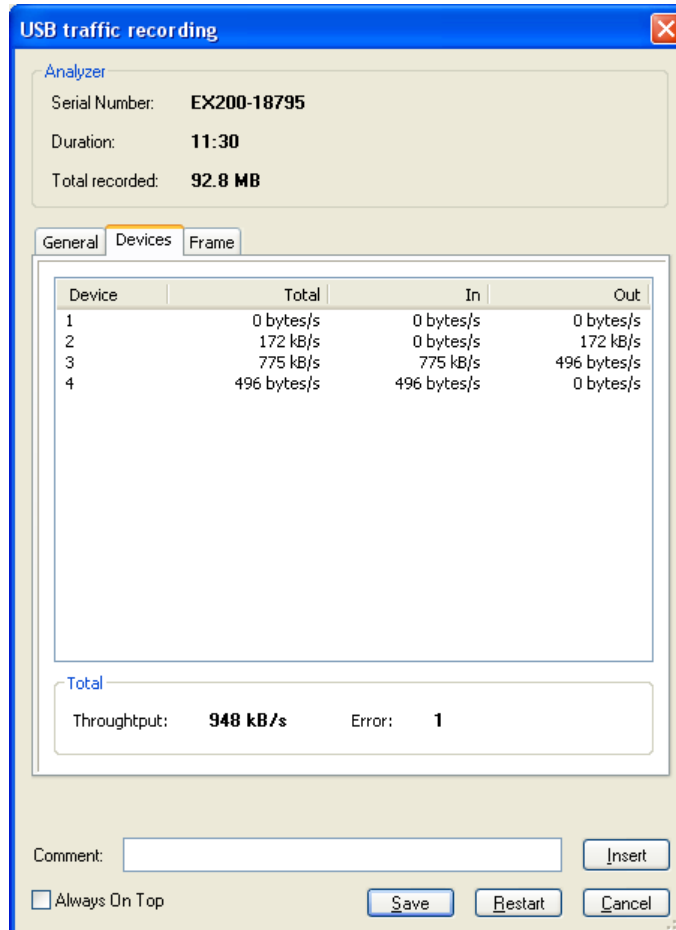 USB traffic recording
Analyzer
Serial Number: EX200-18795
Duration: 11:30
Total recorded: 92.8 MB
General Devices Frame
Device Total In Out
1 0 bytes/s 0 bytes/s 0 bytes/s
2 172 kB/s 0 bytes/s 172 kB/s
3 775 kB/s 775 kB/s 496 bytes/s
4 496 bytes/s 496 bytes/s 0 bytes/s
Total
Throughtput: 948 kB/s Error: 1
Comment: Insert
Always On Top Save Restart Cancel